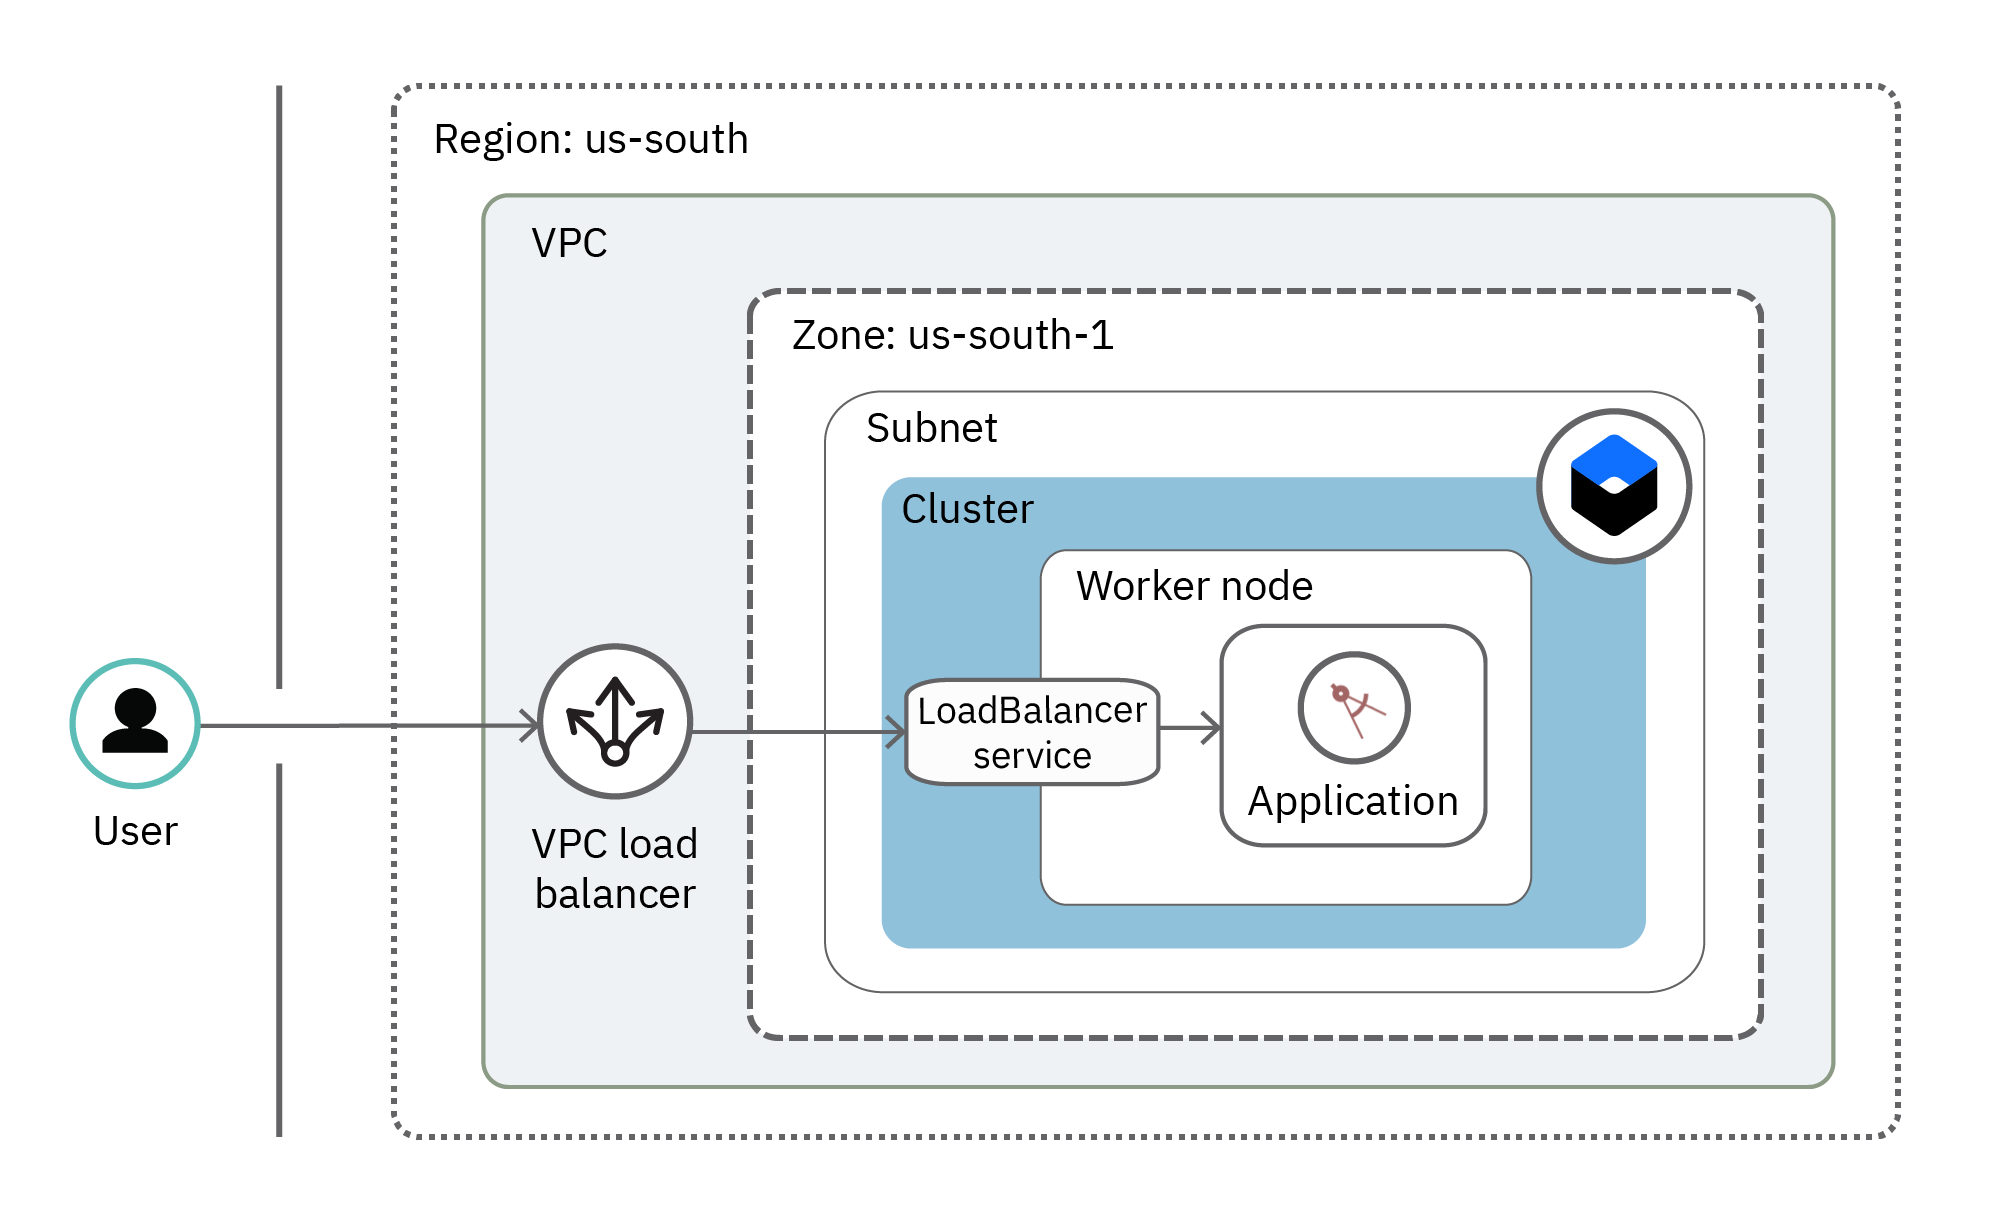 Region: us-south
VPC
Zone: us-south-1
Subnet
Cluster
Worker node
LoadBalancer
service
Application
User
VPC load
balancer